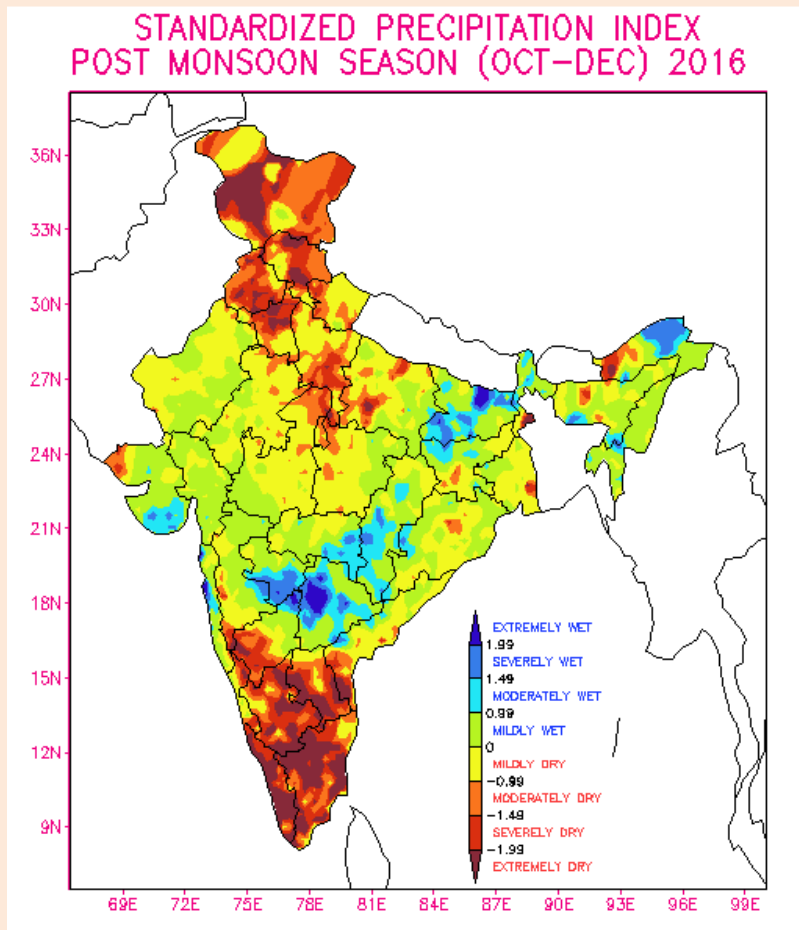 STANDARDIZED PRECIPITATION INDEX
POST MONSOON SEASON (OCT-DEC) 2016
36N
33N
30N
27N
24N
21N
18N
15N
12N
9N
EXTREMELY WET
1.99
SEVERELY WET
1.49
MODERATELY WET
0.99
MILDLY WET
0
MILDLY DRY
-0.99
MODERATELY DRY
-1.49
SEVERELY DRY
-1.99
EXTREMELY DRY
69E 72E 75E 78E 81E 84E 87E 90E 93E 96E 99E